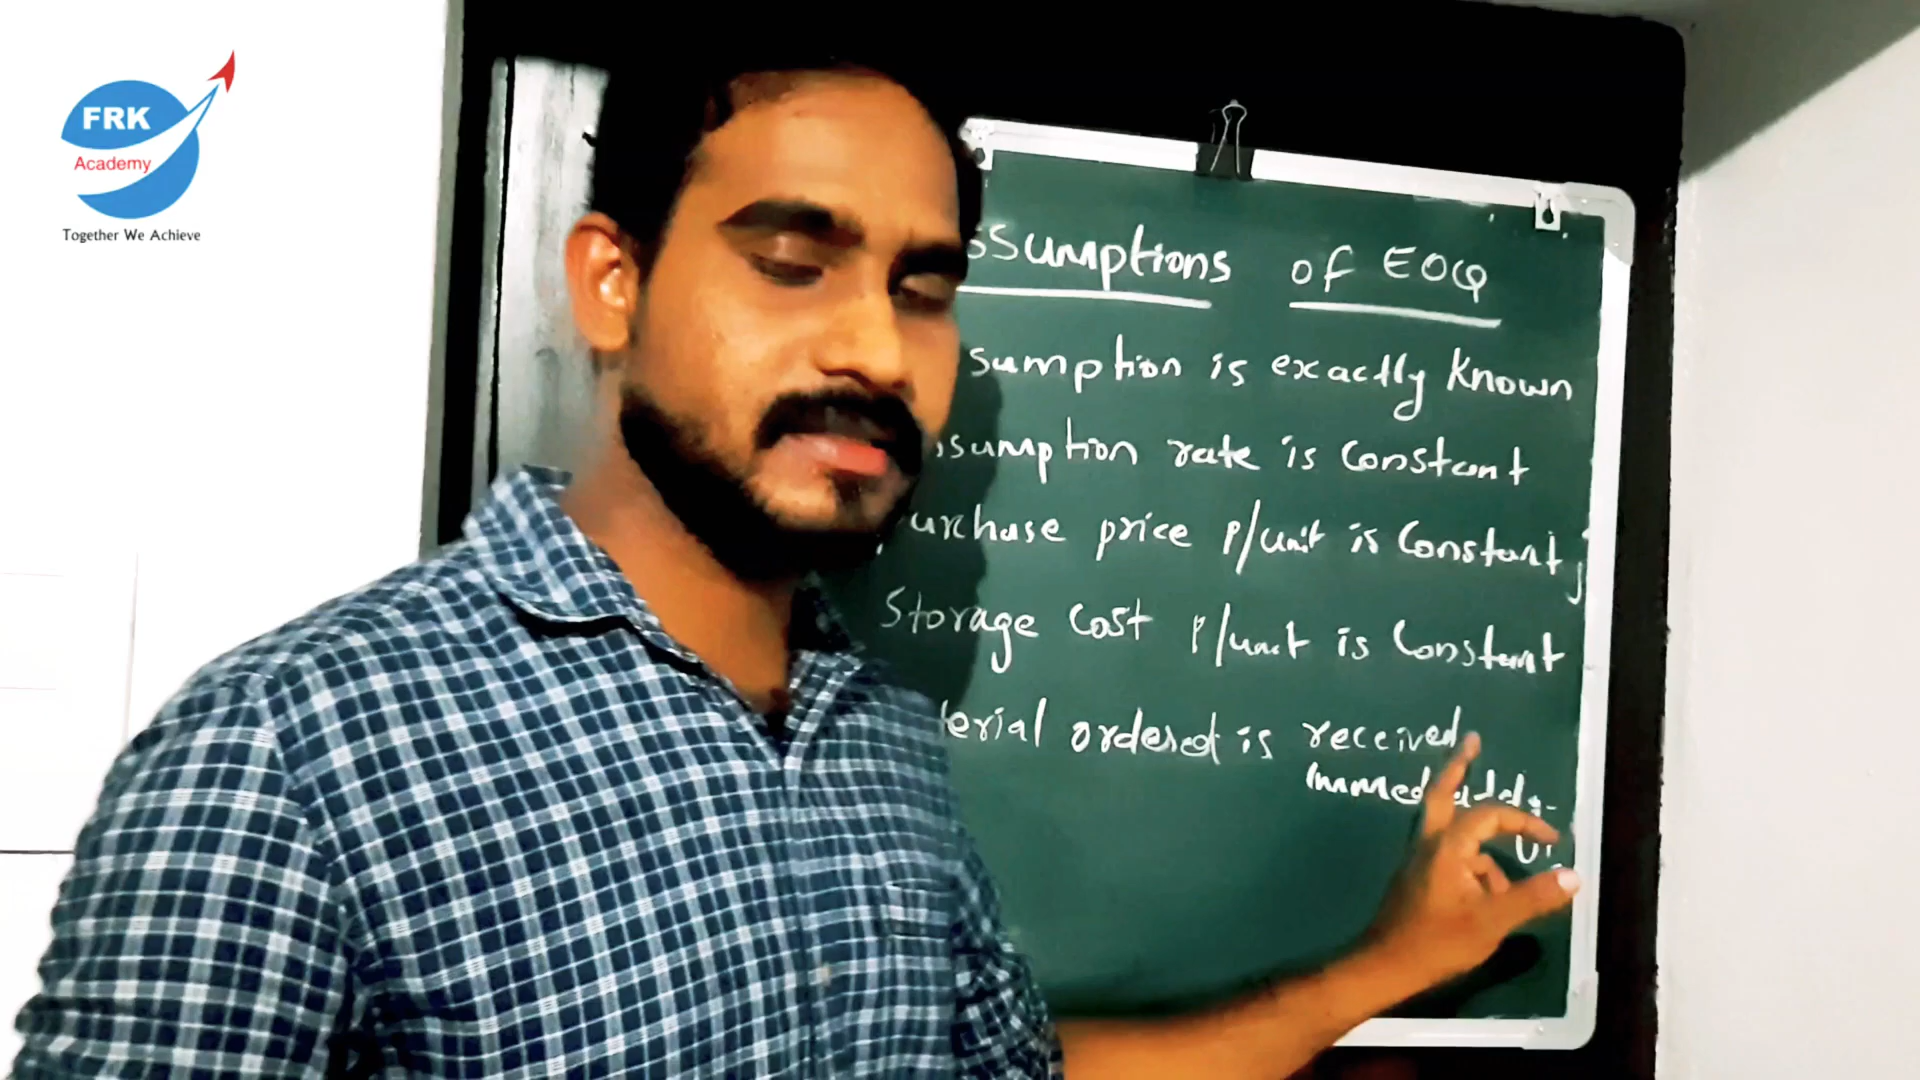 FRK
Academy
Together We Achieve
ssumptions of EOQ
sumption is exactly known
sumption rate is constant
urchase price P/unit is constant
Storage cost P/unit is constant
terial ordered is received